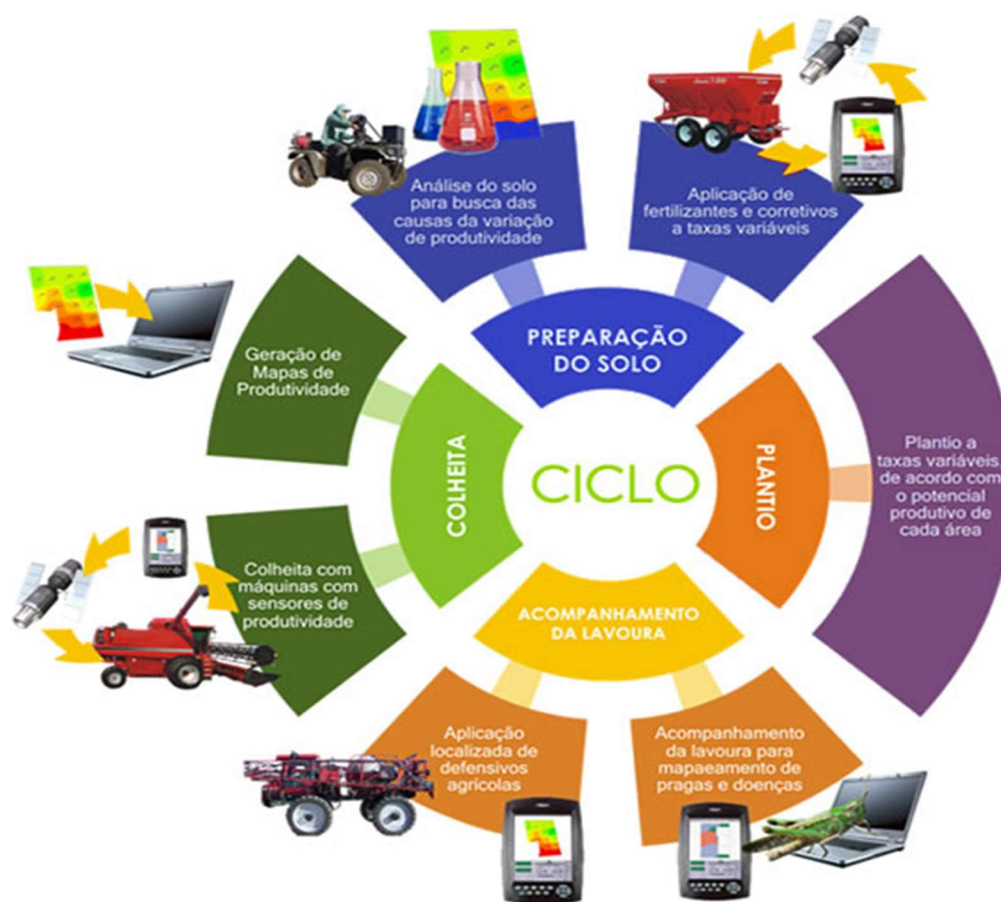 Análise do solo
para busca das
causas da variação
de produtividade
Aplicação de
fertilizantes e corretivos
a taxas variáveis
PREPARAÇÃO
DO SOLO
Geração de
Mapas de
Produtividade
COLHEITA
CICLO
PLANTIO
Plantio a
taxas variáveis
de acordo com
o potencial
produtivo de
cada área
Colheita com
máquinas com
sensores de
produtividade
ACOMPANHAMENTO
DA LAVOURA
Aplicação
localizada de
defensivos
agrícolas
Acompanhamento
da lavoura para
mapaeamento de
pragas e doenças